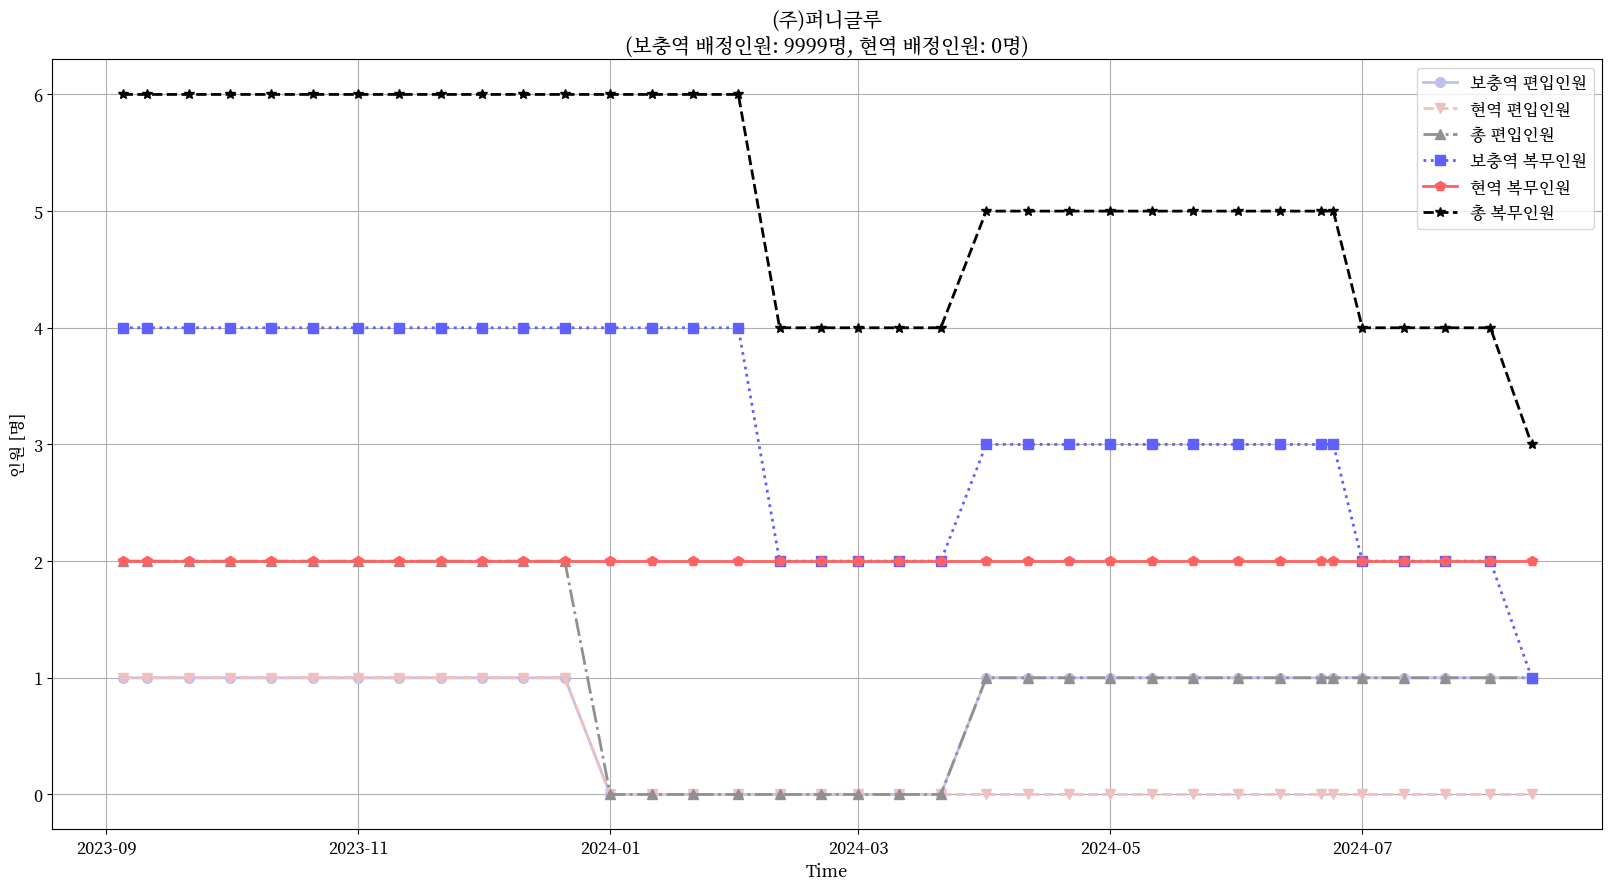 (주)퍼니글루
(보충역 배정인원: 9999명, 현역 배정인원: 0명)
보충역 편입인원
현역 편입인원
총 편입인원
보충역 복무인원
현역 복무인원
총 복무인원
인원 [명]
6
5
4
3
2
1
0
2023-09 2023-11 2024-01 2024-03 2024-05 2024-07
Time